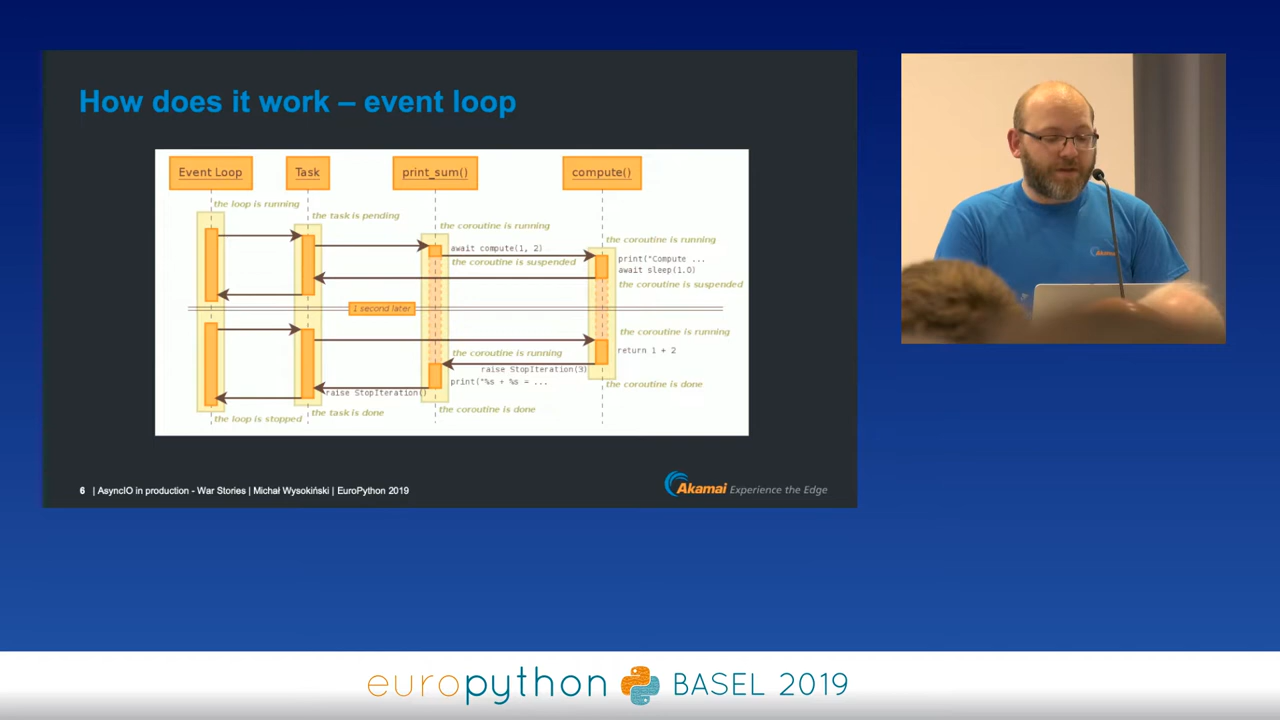 How does it work – event loop
Event Loop
Task
print_sum()
compute()
the loop is running
the task is pending
the coroutine is running
the coroutine is running
await compute(1, 2)
print("Compute ...
the coroutine is suspended
await sleep(1.0)
the coroutine is suspended
1 second later
the coroutine is running
return 1 + 2
the coroutine is running
raise StopIteration(3)
print("%s + %s = ...
the coroutine is done
raise StopIteration()
the coroutine is done
the task is done
the loop is stopped
6 | AsyncIO in production - War Stories | Michał Wysokiński | EuroPython 2019
Akamai Experience the Edge
europython BASEL 2019